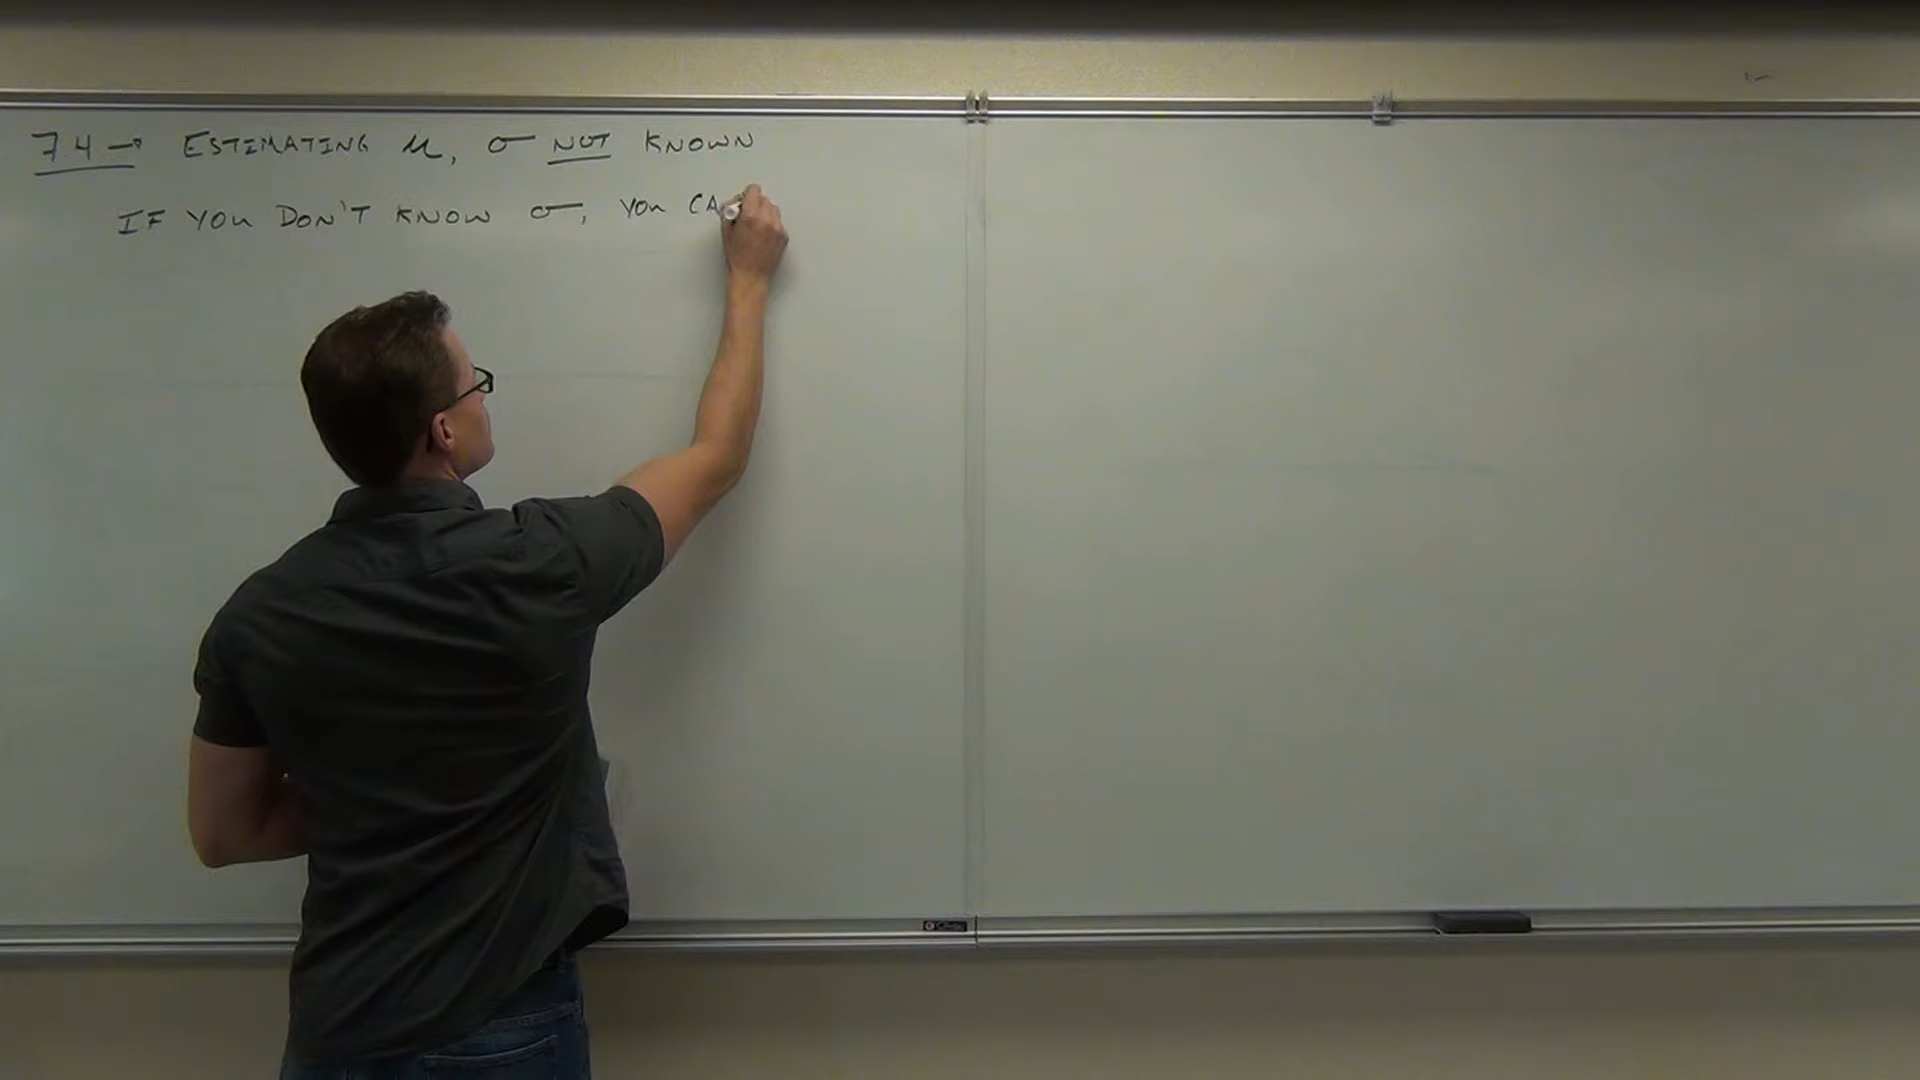 7.4 → ESTIMATING μ, σ NOT KNOWN
IF YOU DON'T KNOW σ, YOU CA